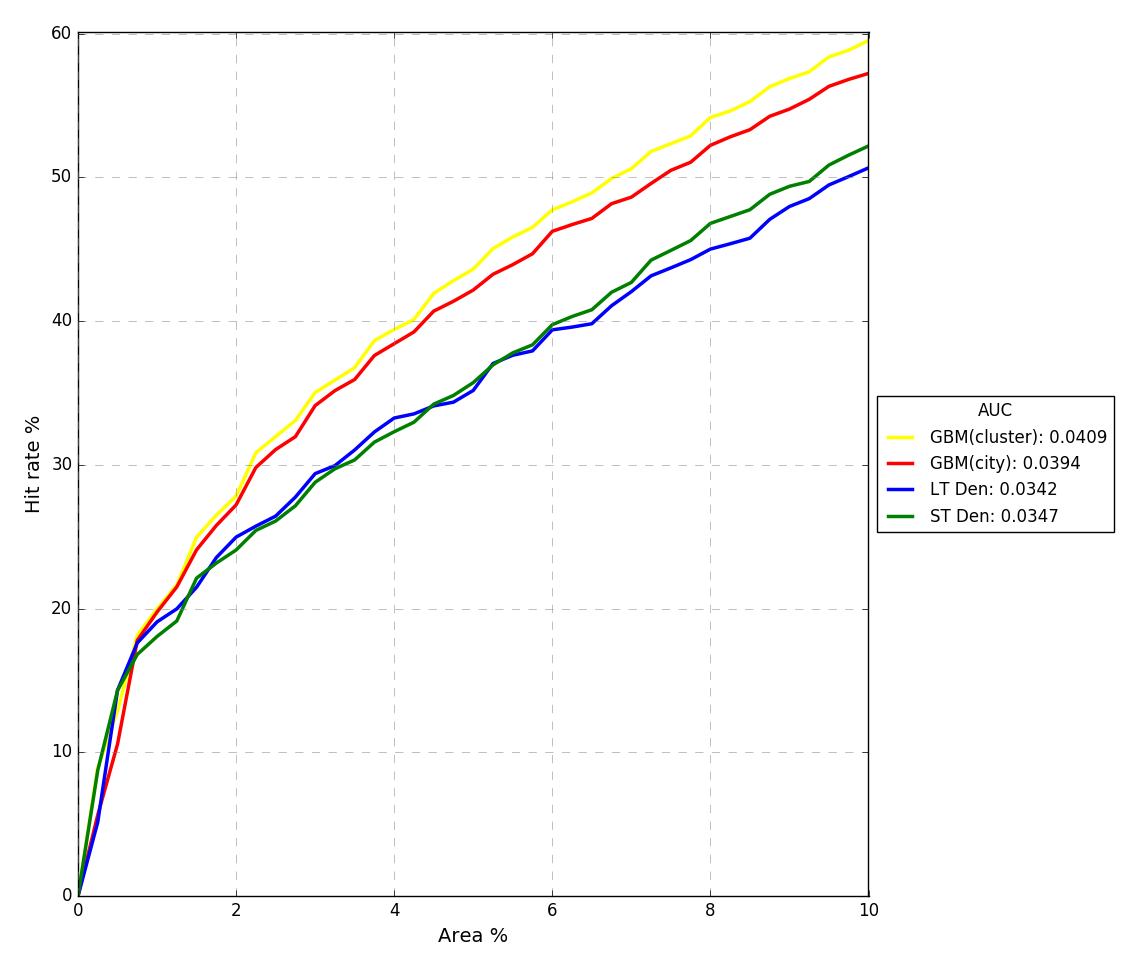 60
50
40
30
20
10
0
Hit rate %
0 2 4 6 8 10
Area %
AUC
GBM(cluster): 0.0409
GBM(city): 0.0394
LT Den: 0.0342
ST Den: 0.0347